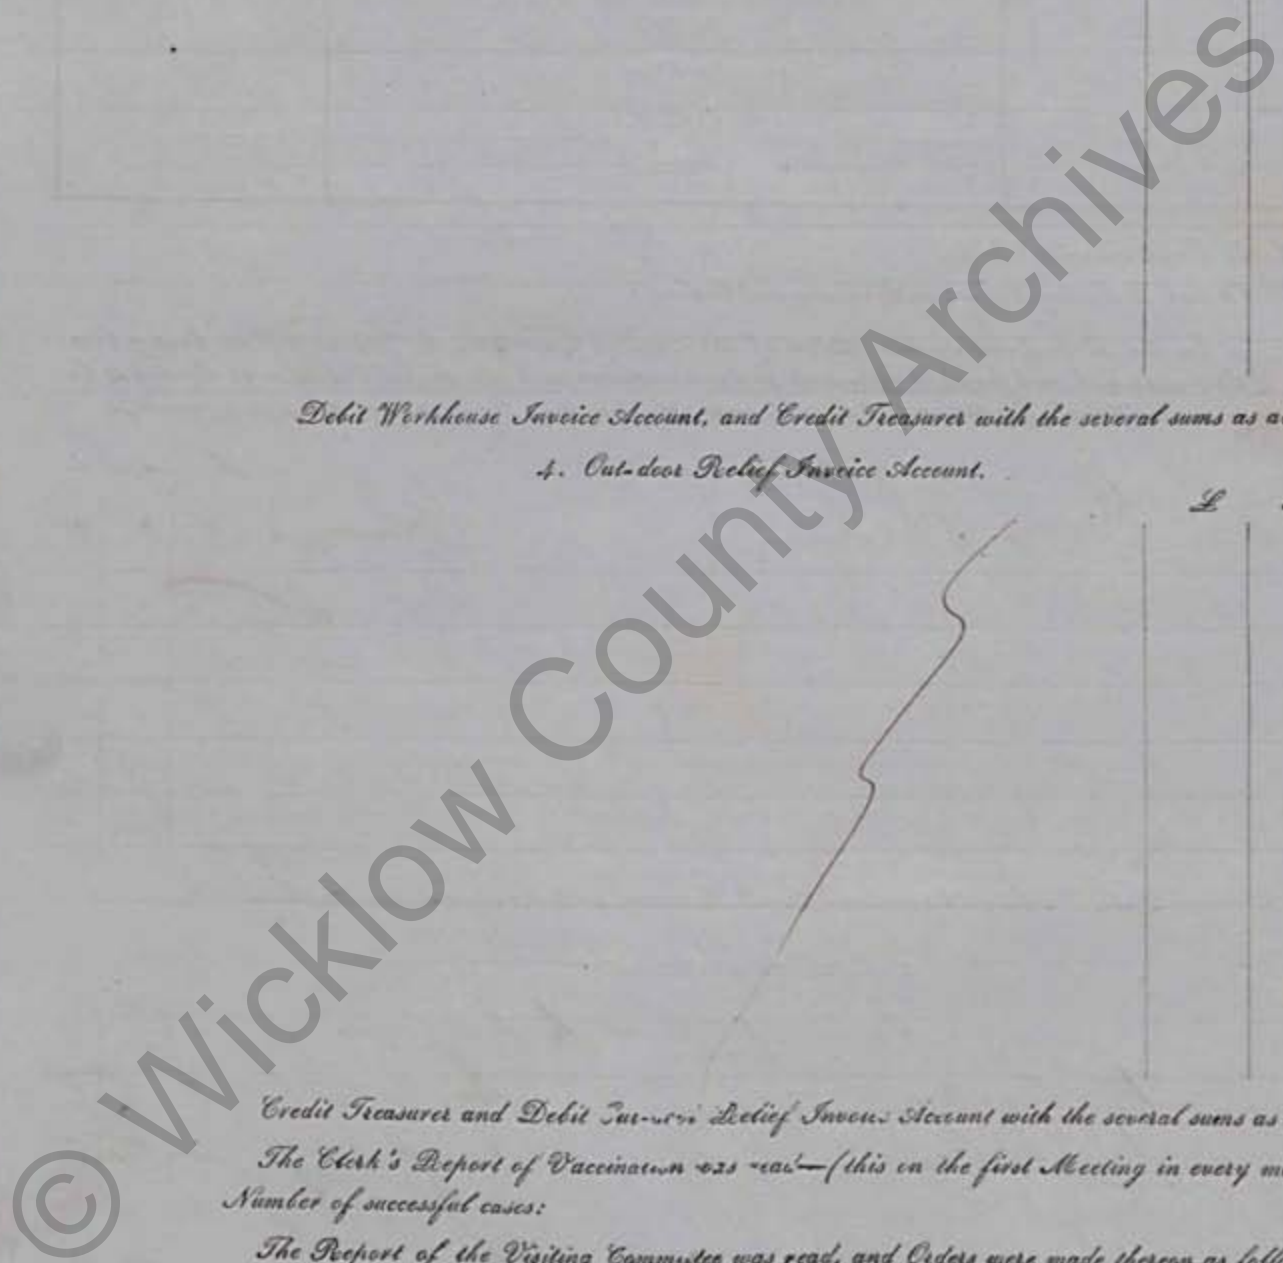 Debit Workhouse Invoice Account, and Credit Treasurer with the several sums as
4. Out-door Relief Invoice Account.
£
Credit Treasurer and Debit Relief Account with the several sums as
The Clerk's Report of Vaccination was read—(this on the first Meeting in every
Number of successful cases:
The Report of the Visiting Committee was read, and Orders were made thereon as
© Wicklow County Archives